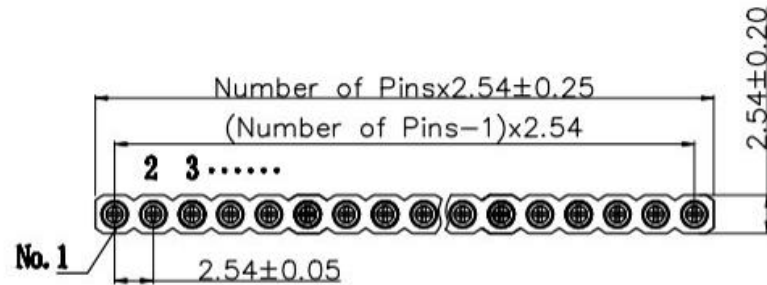 Number of Pinsx2.54±0.25
(Number of Pins-1)x2.54
2.54±0.20
2 3 ······
No. 1
2.54±0.05